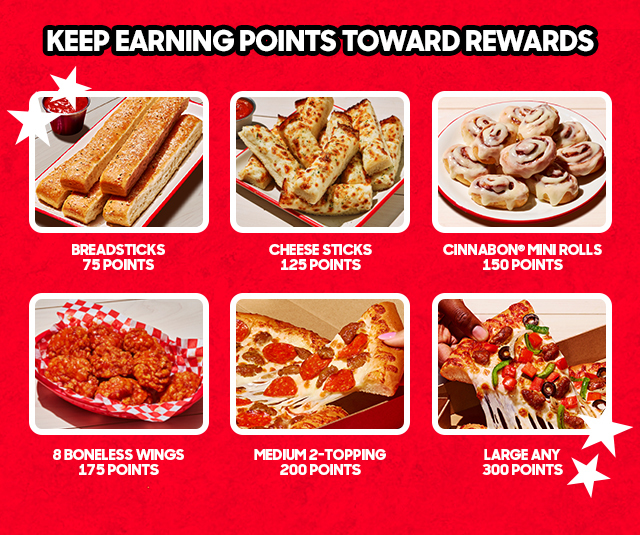 KEEP EARNING POINTS TOWARD REWARDS
BREADSTICKS
75 POINTS
CHEESE STICKS
125 POINTS
CINNABON® MINI ROLLS
150 POINTS
8 BONELESS WINGS
175 POINTS
MEDIUM 2-TOPPING
200 POINTS
LARGE ANY
300 POINTS